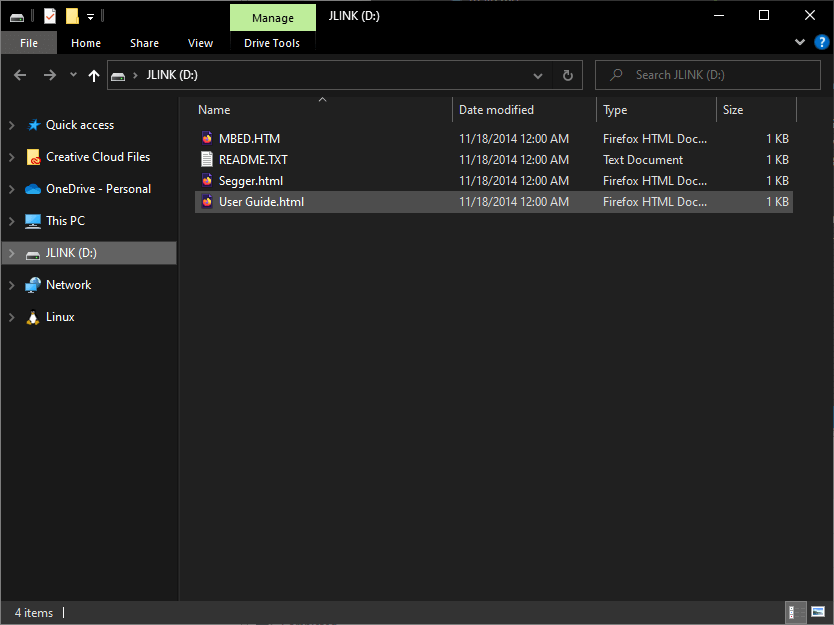 Manage
JLINK (D:)
File
Home
Share
View
Drive Tools
?
JLINK (D:)
Search JLINK (D:)
Name
Date modified
Type
Size
Quick access
Creative Cloud Files
OneDrive - Personal
This PC
JLINK (D:)
Network
Linux
MBED.HTM 11/18/2014 12:00 AM Firefox HTML Doc... 1 KB
README.TXT 11/18/2014 12:00 AM Text Document 1 KB
Segger.html 11/18/2014 12:00 AM Firefox HTML Doc... 1 KB
User Guide.html 11/18/2014 12:00 AM Firefox HTML Doc... 1 KB
4 items